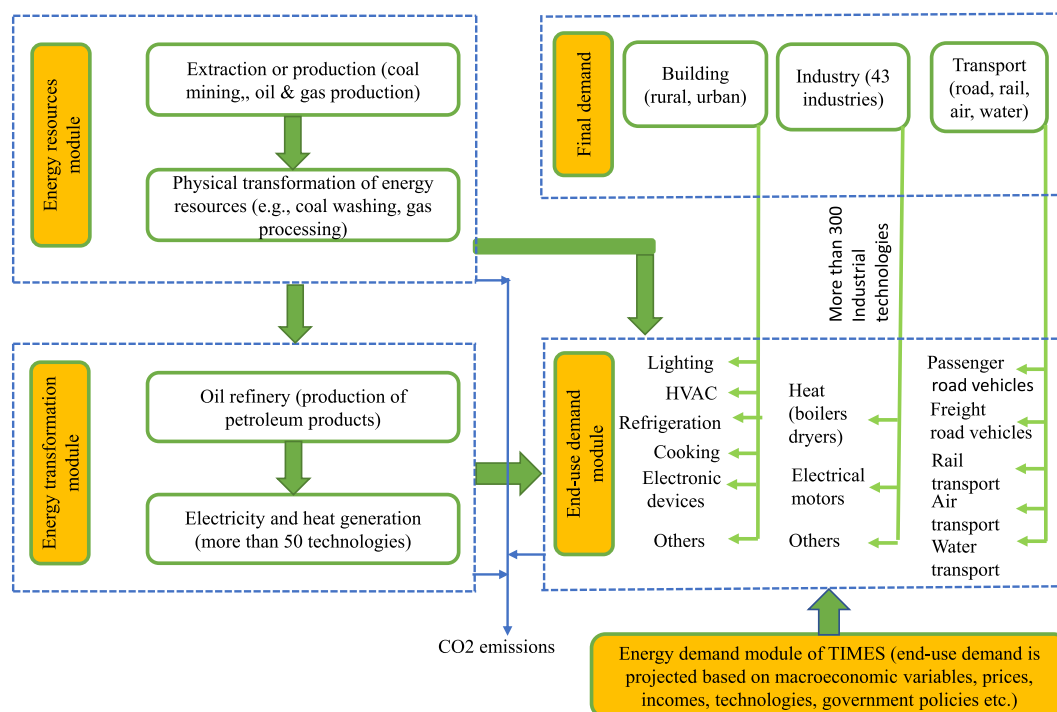 Energy resources
module
Extraction or production (coal
mining,, oil & gas production)
Physical transformation of energy
resources (e.g., coal washing, gas
processing)
Final demand
Building
(rural, urban)
Industry (43
industries)
Transport
(road, rail,
air, water)
More than 300
Industrial
technologies
Energy transformation
module
Oil refinery (production of
petroleum products)
Electricity and heat generation
(more than 50 technologies)
End-use demand
module
Lighting
HVAC
Refrigeration
Cooking
Electronic
devices
Others
Heat
(boilers
dryers)
Electrical
motors
Others
Passenger
road vehicles
Freight
road vehicles
Rail
transport
Air
transport
Water
transport
CO2 emissions
Energy demand module of TIMES (end-use demand is
projected based on macroeconomic variables, prices,
incomes, technologies, government policies etc.)